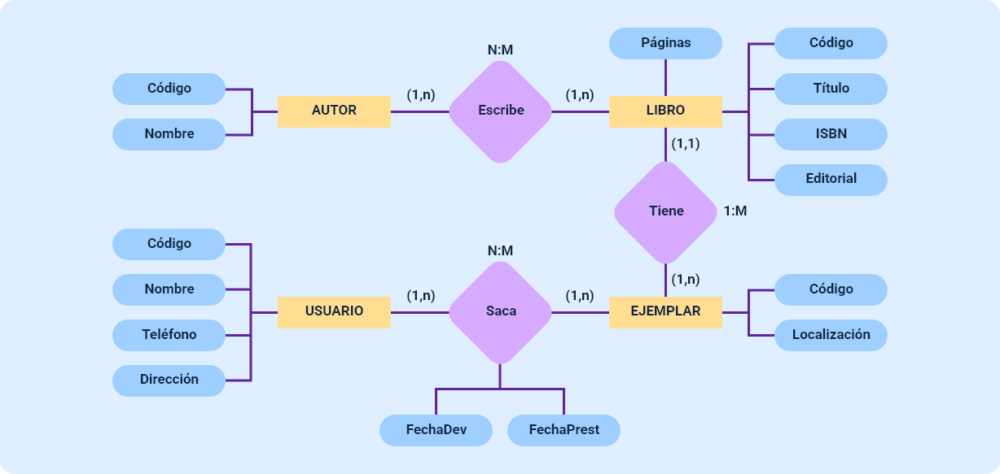 N:M
Páginas
Código
Código
(1,n)
(1,n)
Título
AUTOR
Escribe
LIBRO
Nombre
ISBN
(1,1)
Editorial
Tiene
1:M
Código
N:M
(1,n)
Nombre
(1,n)
(1,n)
Código
USUARIO
Saca
EJEMPLAR
Teléfono
Localización
Dirección
FechaDev
FechaPrest